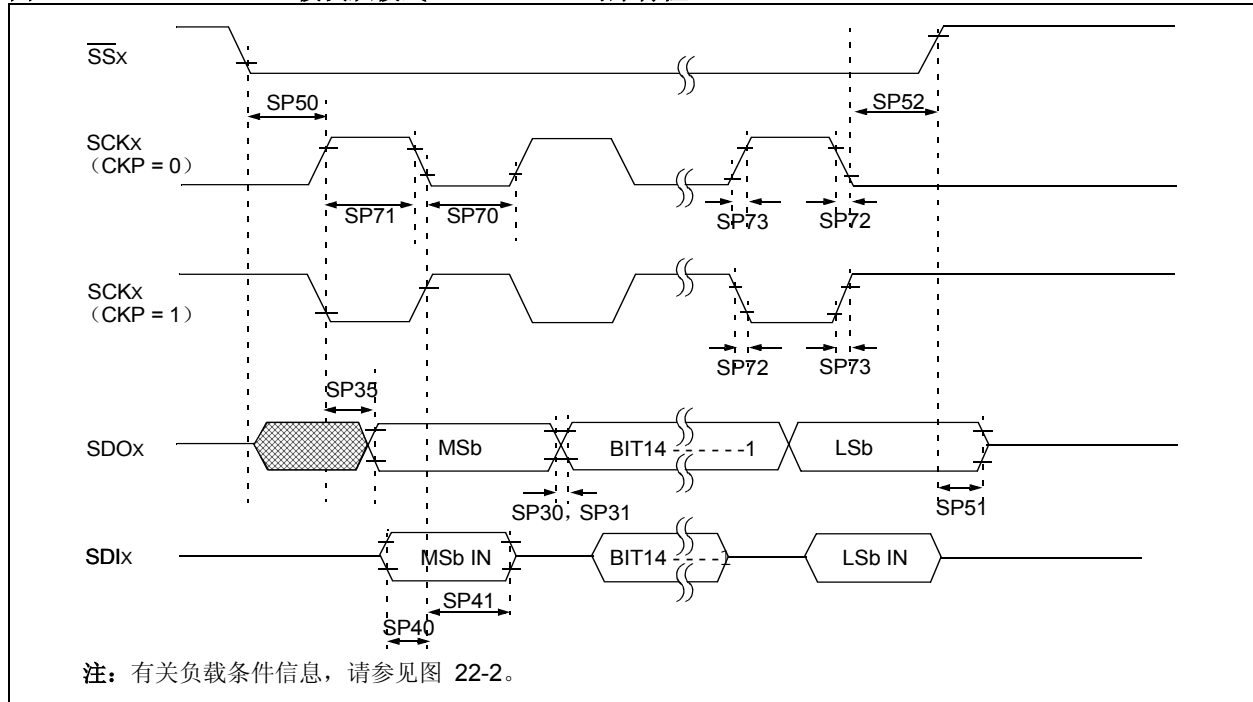 SSx
SP50
SP52
SCKx
（CKP = 0）
SP71
SP70
SP73
SP72
SCKx
（CKP = 1）
SP72
SP73
SP35
SDOx
MSb
BIT14 - - - - - -1
LSb
SP30，SP31
SP51
SDIx
MSb IN
BIT14 - - - - -1
LSb IN
SP41
SP40
注：有关负载条件信息，请参见图 22-2。